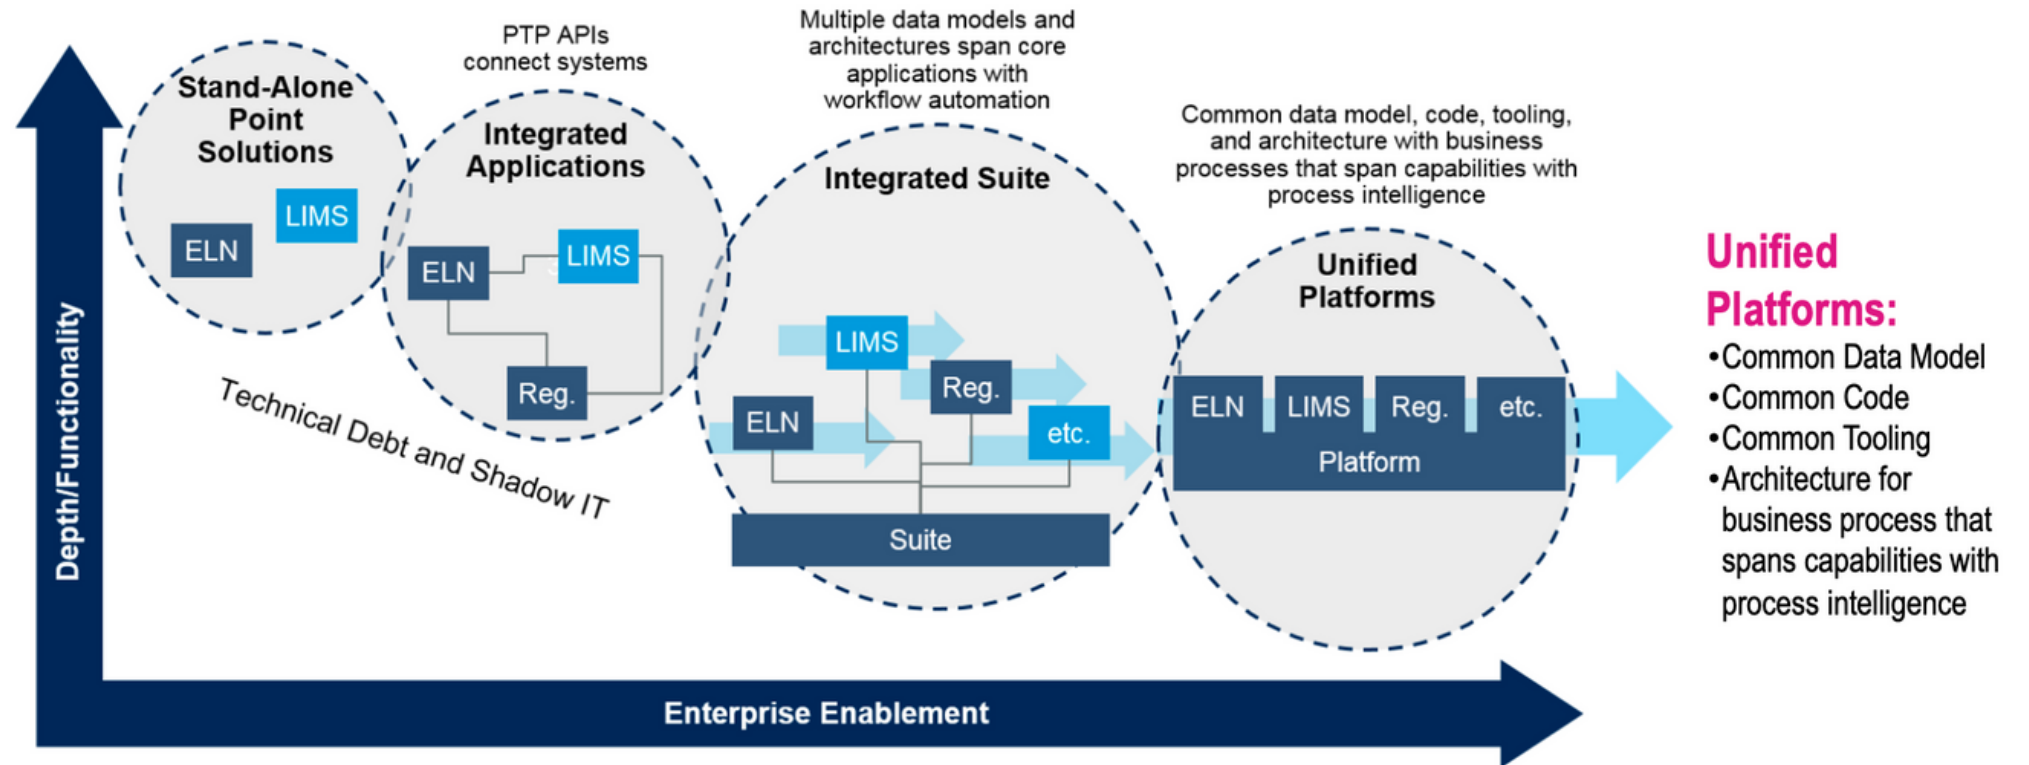 Depth/Functionality
Stand-Alone
Point
Solutions
LIMS
ELN
PTP APIs
connect systems
Integrated
Applications
ELN
LIMS
Reg.
Technical Debt and Shadow IT
Multiple data models and
architectures span core
applications with
workflow automation
Integrated Suite
LIMS
Reg.
ELN
etc.
Suite
Common data model, code, tooling,
and architecture with business
processes that span capabilities with
process intelligence
Unified
Platforms
ELN LIMS Reg. etc.
Platform
Unified
Platforms:
•Common Data Model
•Common Code
•Common Tooling
•Architecture for
business process that
spans capabilities with
process intelligence
Enterprise Enablement